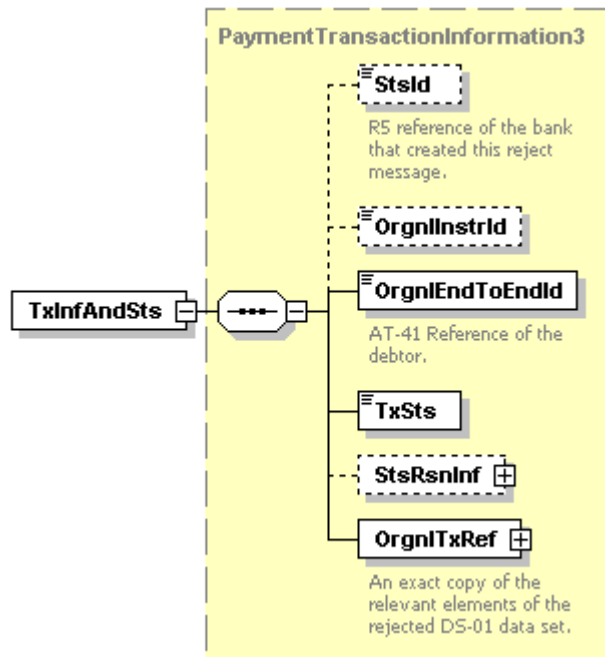 PaymentTransactionInformation3
StsId
R5 reference of the bank
that created this reject
message.
OrgnlInstrId
TxInfAndSts
OrgnlEndToEndId
AT-41 Reference of the
debtor.
TxSts
StsRsnInf
OrgnlTxRef
An exact copy of the
relevant elements of the
rejected DS-01 data set.